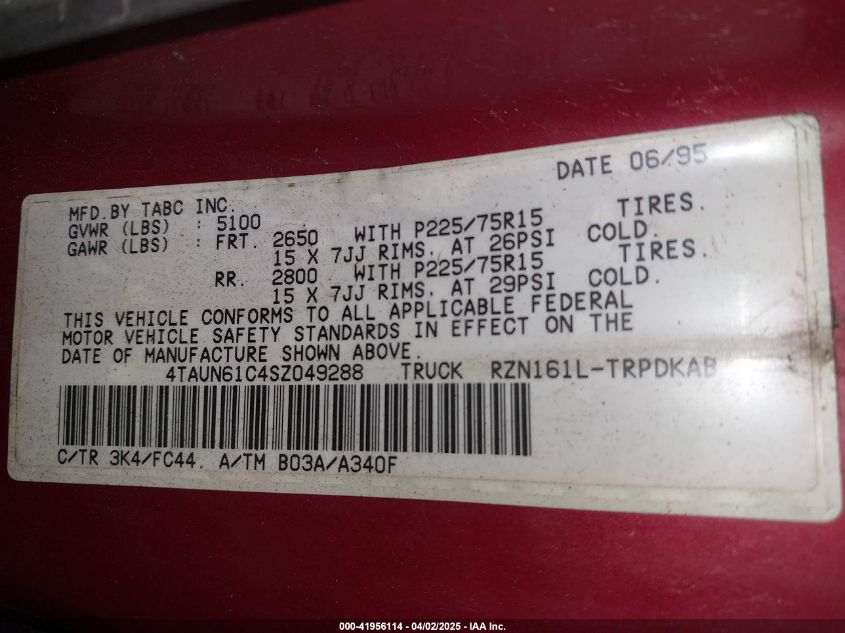 DATE 06/95
MFD.BY TABC INC.
GVWR (LBS) : 5100
GAWR (LBS) : FRT. 2650 WITH P225/75R15 TIRES.
15 X 7JJ RIMS. AT 26PSI COLD.
RR. 2800 WITH P225/75R15 TIRES.
15 X 7JJ RIMS. AT 29PSI COLD.
THIS VEHICLE CONFORMS TO ALL APPLICABLE FEDERAL
MOTOR VEHICLE SAFETY STANDARDS IN EFFECT ON THE
DATE OF MANUFACTURE SHOWN ABOVE.
4TAUN61C4SZ049288 TRUCK RZN161L-TRPDKAB
C/TR 3K4/FC44. A/TM B03A/A340F
000-41956114 - 04/02/2025 - IAA Inc.